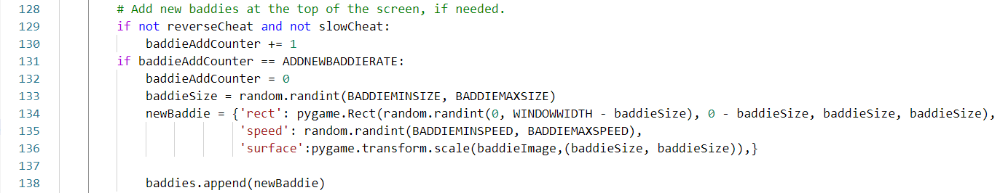 128 # Add new baddies at the top of the screen, if needed.
129 if not reverseCheat and not slowCheat:
130 baddieAddCounter += 1
131 if baddieAddCounter == ADDNEWBADDIERATE:
132 baddieAddCounter = 0
133 baddieSize = random.randint(BADDIEMINSIZE, BADDIEMAXSIZE)
134 newBaddie = {'rect': pygame.Rect(random.randint(0, WINDOWWIDTH - baddieSize), 0 - baddieSize, baddieSize, baddieSize),
135 'speed': random.randint(BADDIEMINSPEED, BADDIEMAXSPEED),
136 'surface':pygame.transform.scale(baddieImage,(baddieSize, baddieSize)),}
137
138 baddies.append(newBaddie)